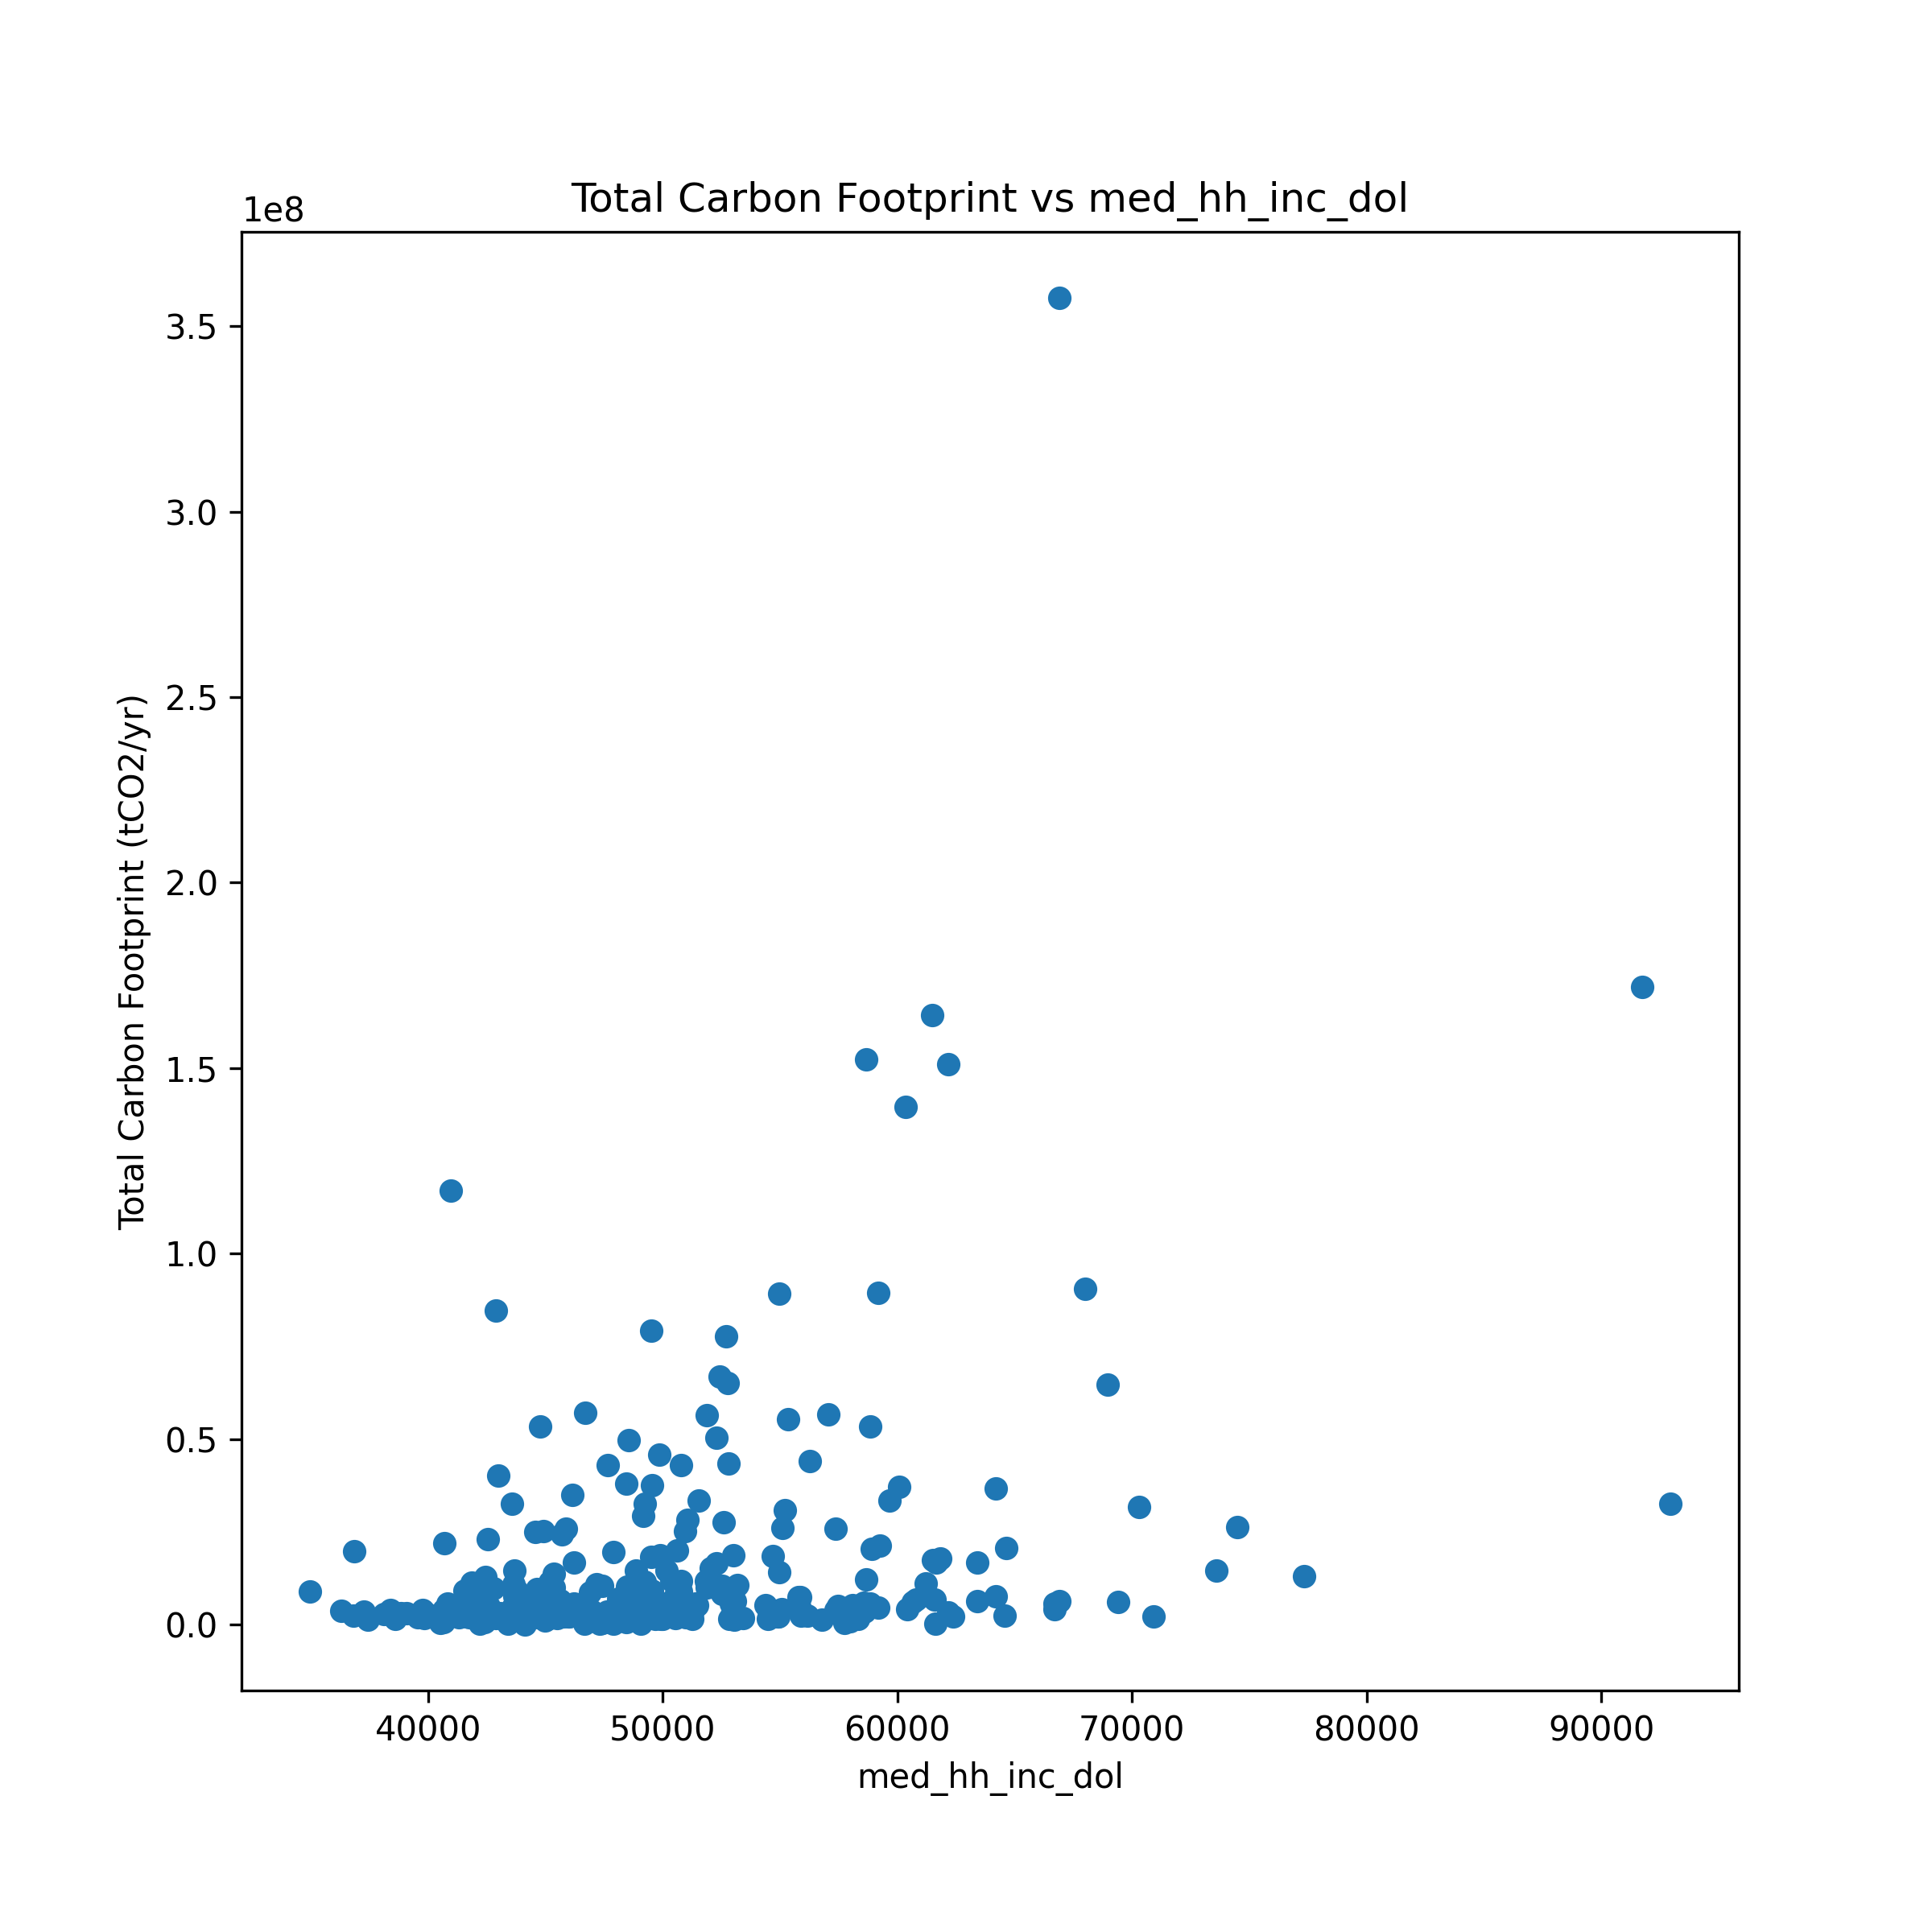 Total Carbon Footprint vs med_hh_inc_dol
1e8
3.5
3.0
2.5
2.0
1.5
1.0
0.5
0.0
Total Carbon Footprint (tCO2/yr)
40000 50000 60000 70000 80000 90000
med_hh_inc_dol